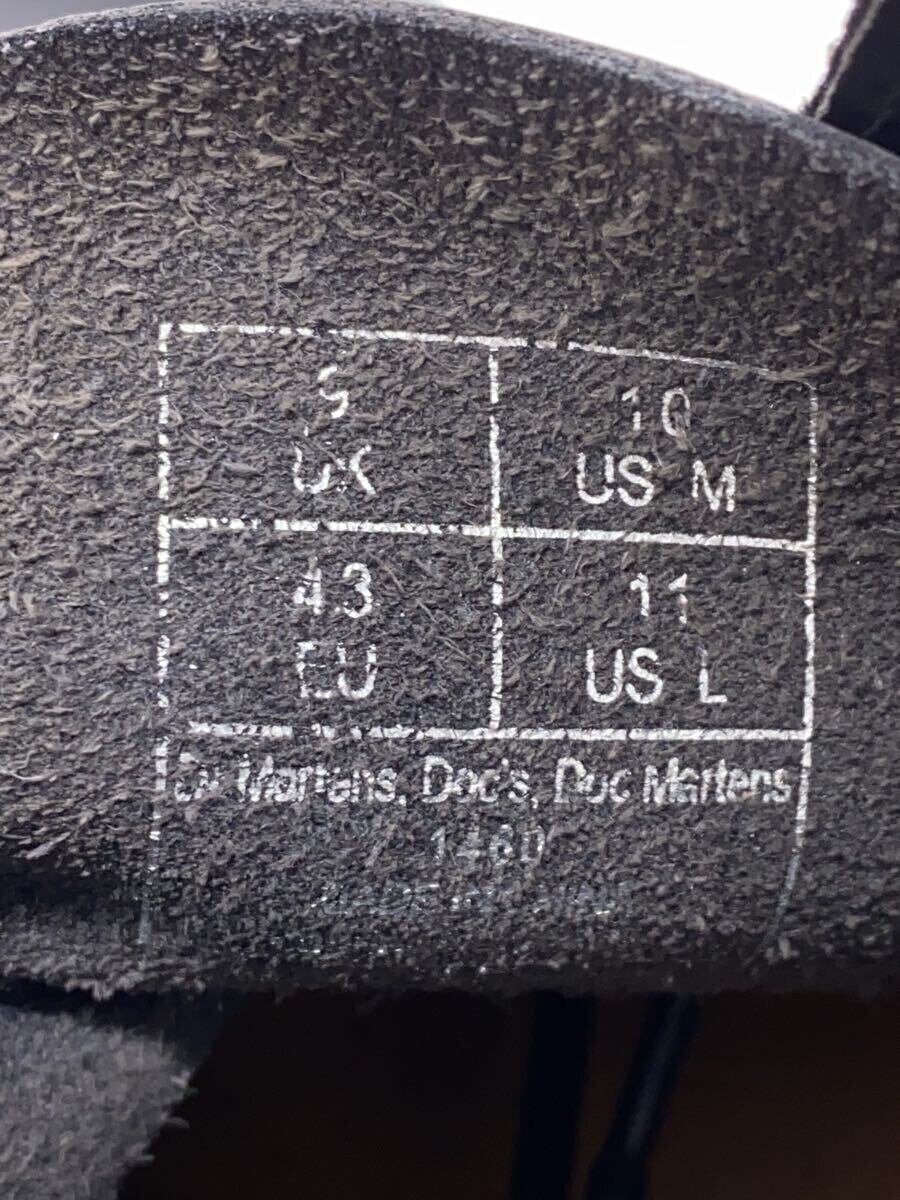 9
UK
10
US M
43
EU
11
US L
Dr Martens, Doc's, Doc Martens
1460